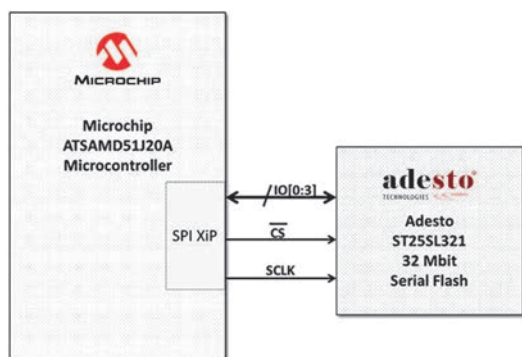 MICROCHIP
Microchip
ATSAMD51J20A
Microcontroller
SPI XiP
IO[0:3]
CS
SCLK
adesto
TECHNOLOGIES
Adesto
ST25SL321
32 Mbit
Serial Flash